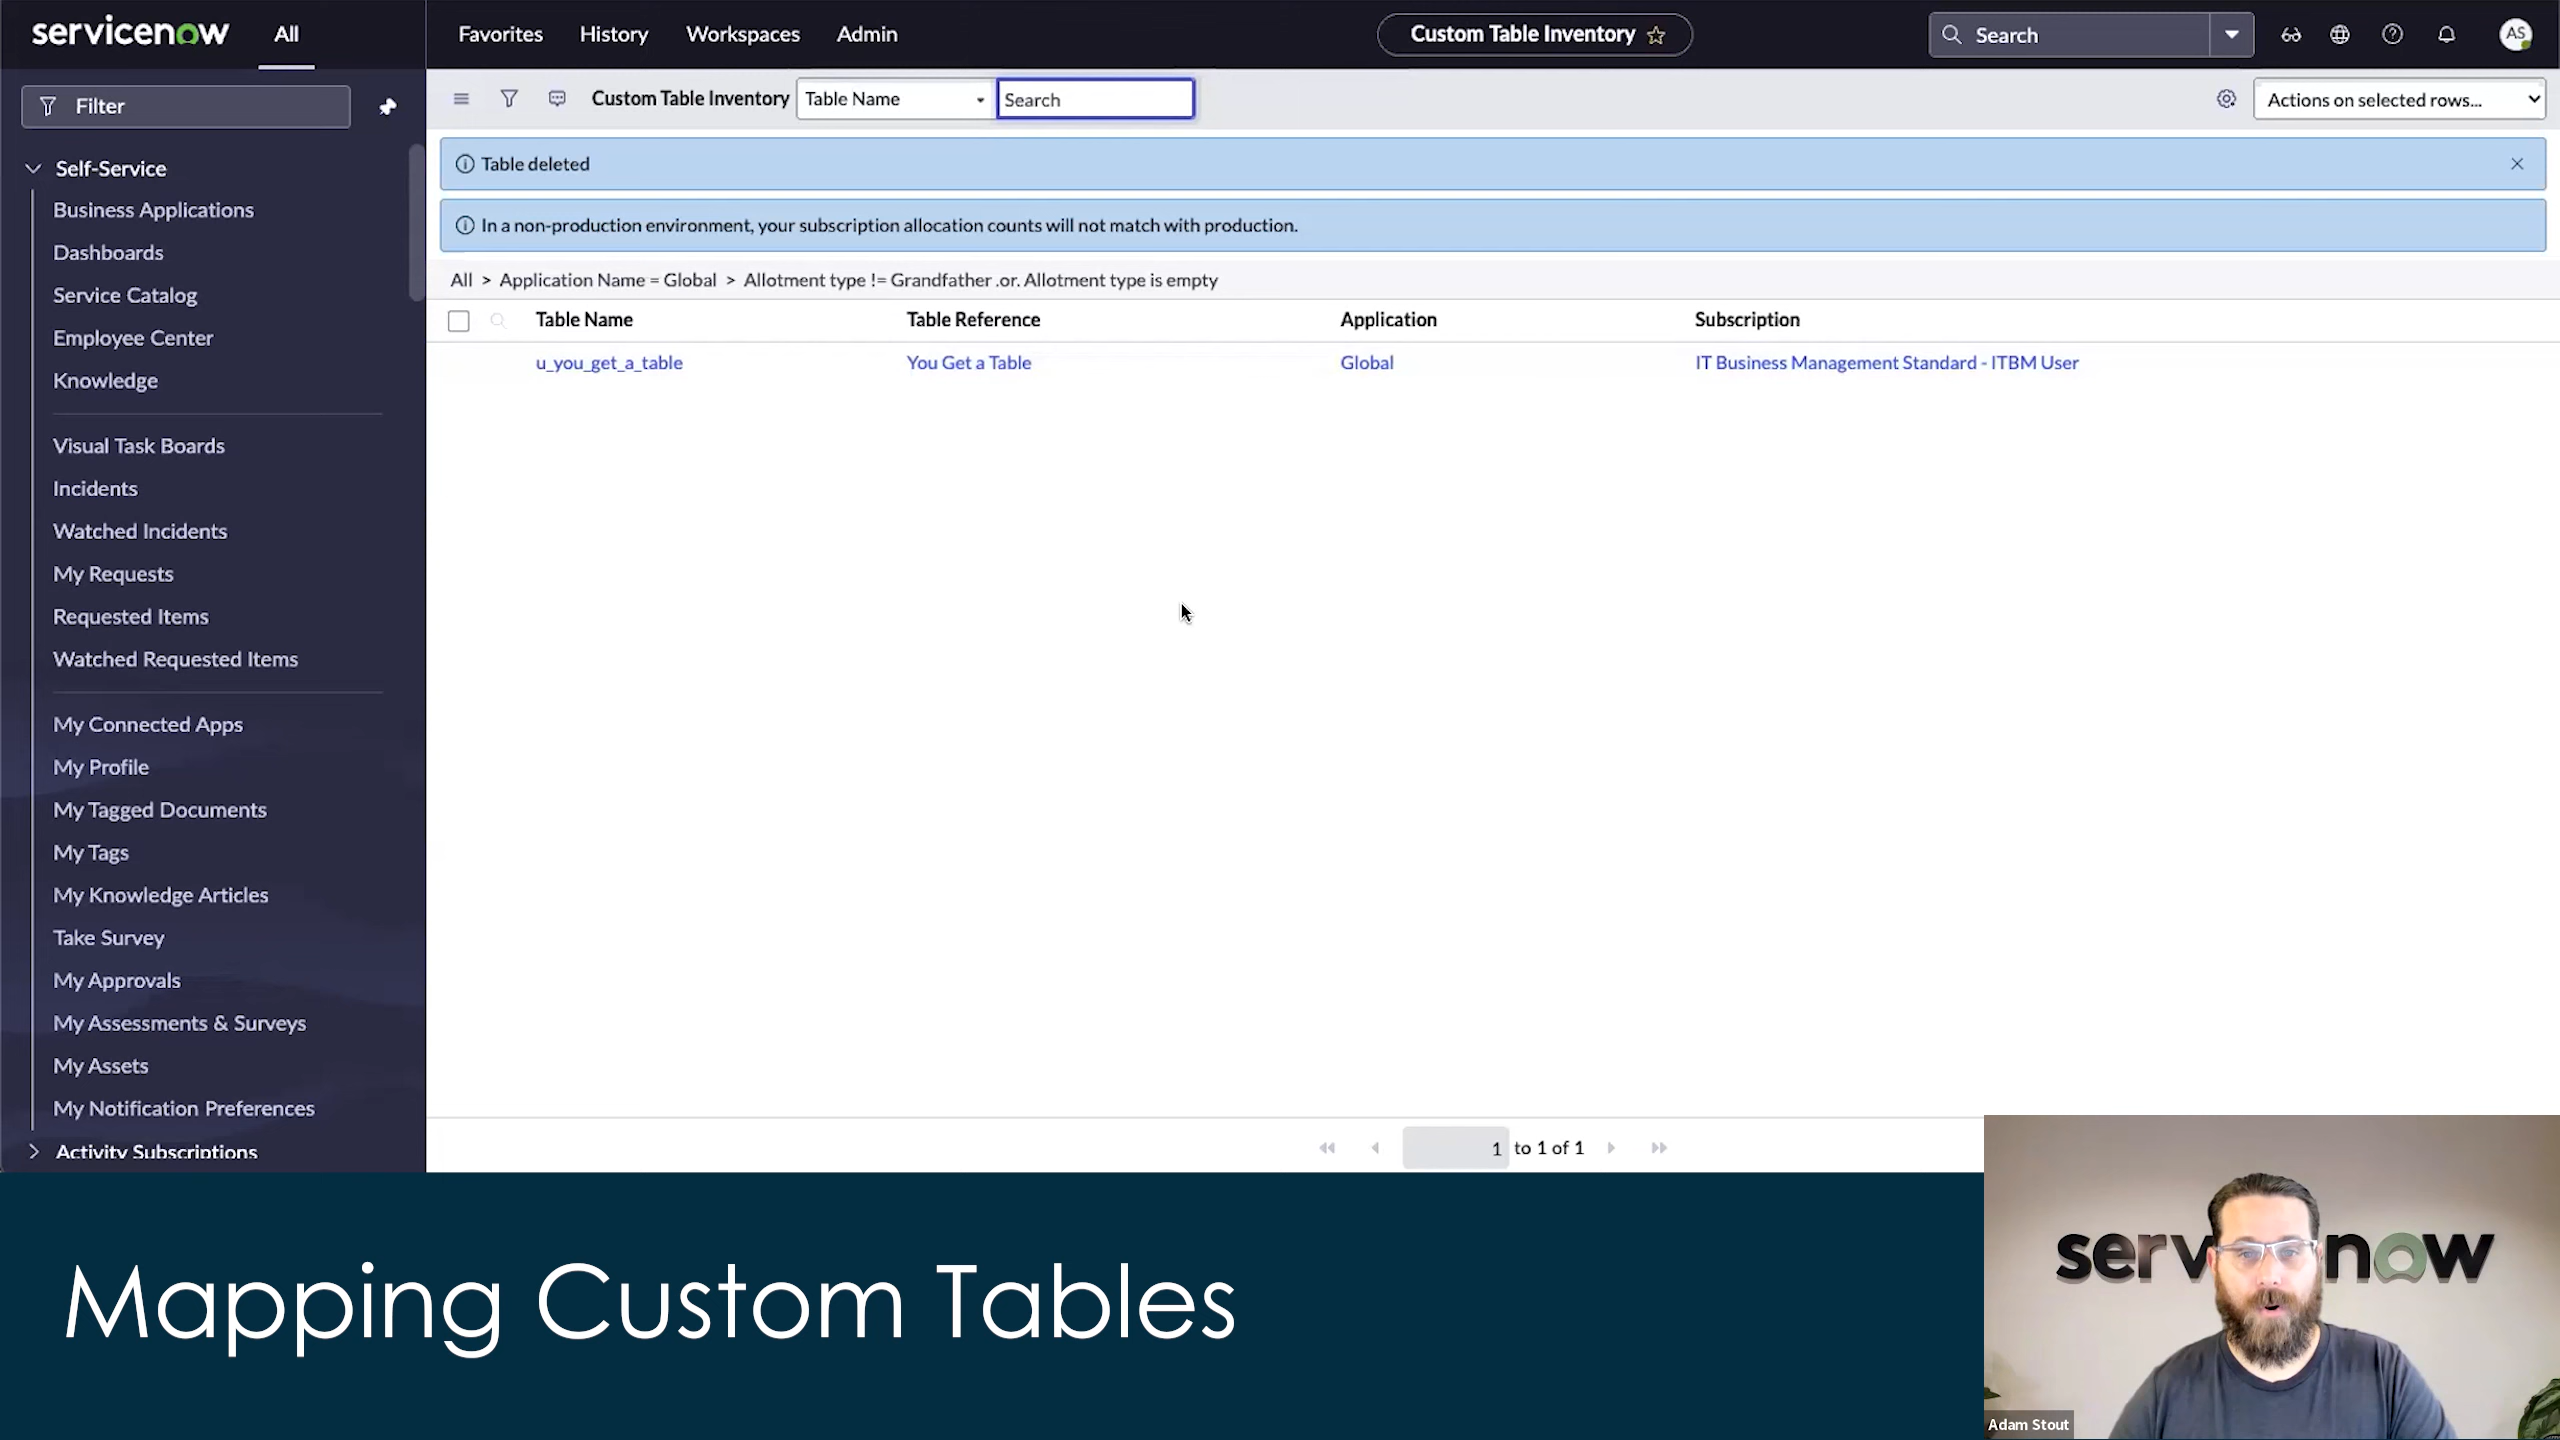 servicenow
All
Favorites
History
Workspaces
Admin
Custom Table Inventory
Search
AS
Filter
Self-Service
Business Applications
Dashboards
Service Catalog
Employee Center
Knowledge
Visual Task Boards
Incidents
Watched Incidents
My Requests
Requested Items
Watched Requested Items
My Connected Apps
My Profile
My Tagged Documents
My Tags
My Knowledge Articles
Take Survey
My Approvals
My Assessments & Surveys
My Assets
My Notification Preferences
Activity Subscriptions
Custom Table Inventory
Table Name
Search
Actions on selected rows...
Table deleted
In a non-production environment, your subscription allocation counts will not match with production.
All > Application Name = Global > Allotment type != Grandfather .or. Allotment type is empty
Table Name Table Reference Application Subscription
u_you_get_a_table You Get a Table Global IT Business Management Standard - ITBM User
1 to 1 of 1
Mapping Custom Tables
serv now
Adam Stout